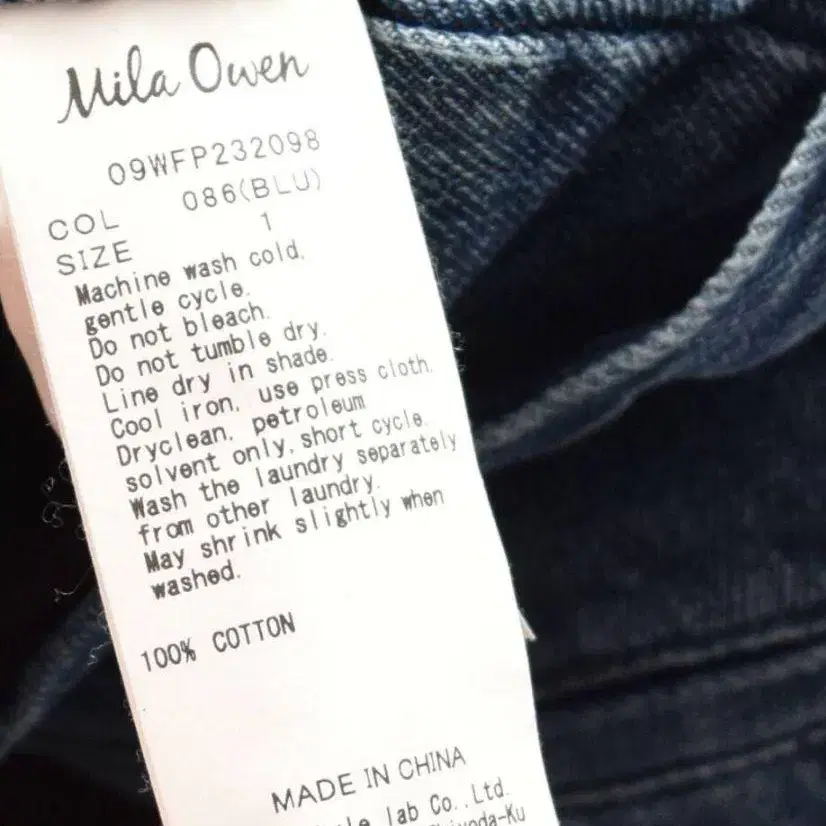 Mila Owen
09WFP232098
COL 086(BLU)
SIZE 1
Machine wash cold,
gentle cycle.
Do not bleach.
Do not tumble dry.
Line dry in shade.
Cool iron, use press cloth.
Dryclean, petroleum
solvent only, short cycle.
Wash the laundry separately
from other laundry.
May shrink slightly when
washed.
100% COTTON
MADE IN CHINA
lab Co.,Ltd.